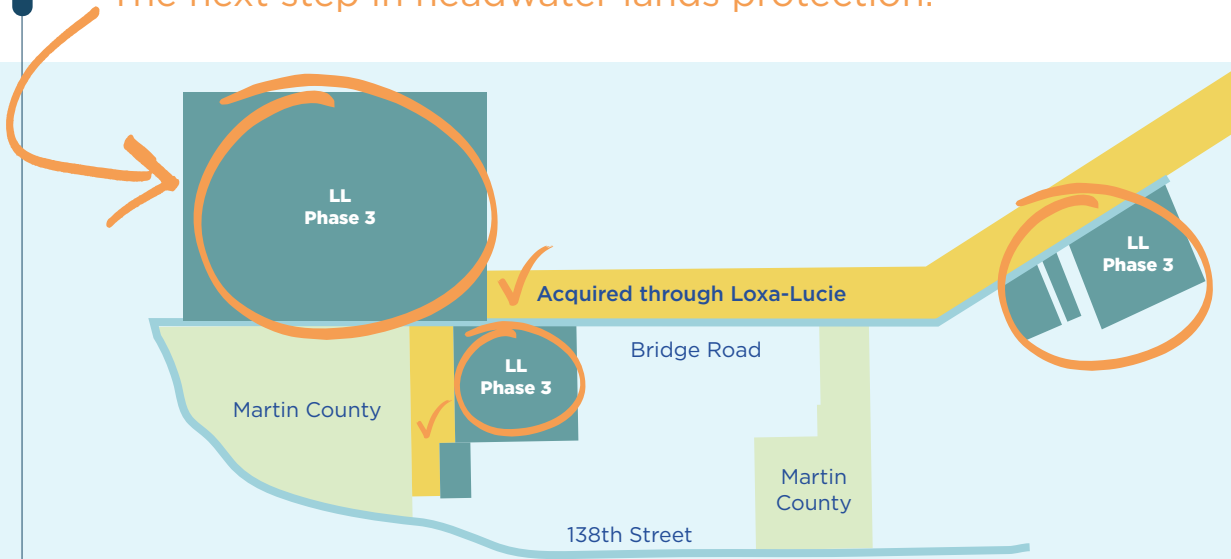 The next step in headwater lands protection.
LL
Phase 3
LL
Phase 3
Acquired through Loxa-Lucie
Bridge Road
LL
Phase 3
Martin County
Martin
County
138th Street